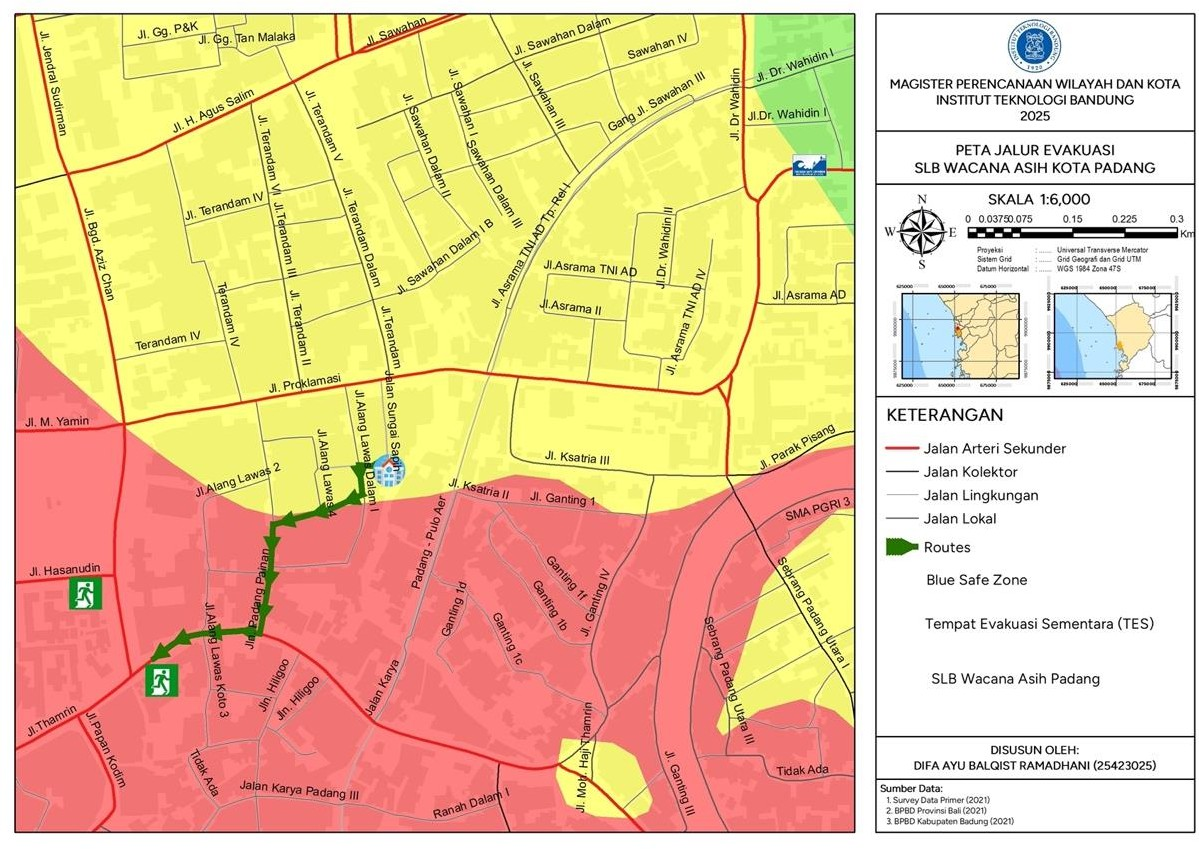 Jl. Gg. P&K
Jl. Gg. Tan Malaka
Jl. Sawahan
Jl. Sawahan Dalam
Sawahan IV
Jl. Jendral Sudirman
Jl. H. Agus Salim
Jl. Terandam V
Jl. Sawahan I
Jl. Sawahan III
Gang Jl. Sawahan III
Jl. Dr Wahidin
Jl. Dr. Wahidin I
Jl.Dr. Wahidin I
Jl. Sawahan Dalam II
Sawahan Dalam III
Jl. Terandam VI
Jl. Terandam IV
Jl.Terandam III
Jl. Terandam Dalam
Jl. Sawahan Dalam I B
Jl. Asrama TNI AD Tp. Rel I
Jl. Bgd. Aziz Chan
Jl.Asrama TNI AD
Jl.Dr. Wahidin II
Jl.Asrama II
Jl. Asrama TNI AD IV
Jl. Asrama AD
Terandam IV
Jl. Terandam IV
Jl. Terandam II
Jl.Terandam
Jl. Proklamasi
Jalan Sungai Sapih
Jl. M. Yamin
Jl.Alang Lawas Dalam I
Jl.Alang Lawas 4
Jl.Alang Lawas 2
Jl. Ksatria III
Jl. Parak Pisang
Jl. Ksatria II
Jl. Ganting 1
SMA PGRI 3
Padang - Pulo Aer
Jl. Hasanudin
Jln. Padang Painan
Ganting 1f
Ganting 1b
Jl. Ganting IV
Ganting 1d
Ganting 1c
Sebrang Padang Utara I
Sebrang Padang Utara III
Jl.Alang Lawas Koto 3
Jln. Hiligoo
Jln. Hiligoo
Jalan Karya
Jl.Thamrin
Jl.Papan Kodim
Jl. Moh. Haji Thamrin
Jl. Ganting III
Tidak Ada
Tidak Ada
Jalan Karya Padang III
Ranah Dalam I
MAGISTER PERENCANAAN WILAYAH DAN KOTA
INSTITUT TEKNOLOGI BANDUNG
2025
PETA JALUR EVAKUASI
SLB WACANA ASIH KOTA PADANG
N
W E
S
SKALA 1:6,000
0 0.03750.075 0.15 0.225 0.3
Km
Proyeksi : ...... Universal Transverse Mercator
Sistem Grid : ...... Grid Geografi dan Grid UTM
Datum Horizontal : ...... WGS 1984 Zona 47S
625000 650000 675000
625000 650000 675000
625000 650000 675000
625000 650000 675000
KETERANGAN
Jalan Arteri Sekunder
Jalan Kolektor
Jalan Lingkungan
Jalan Lokal
Routes
Blue Safe Zone
Tempat Evakuasi Sementara (TES)
SLB Wacana Asih Padang
DISUSUN OLEH:
DIFA AYU BALQIST RAMADHANI (25423025)
Sumber Data:
1. Survey Data Primer (2021)
2. BPBD Provinsi Bali (2021)
3. BPBD Kabupaten Badung (2021)